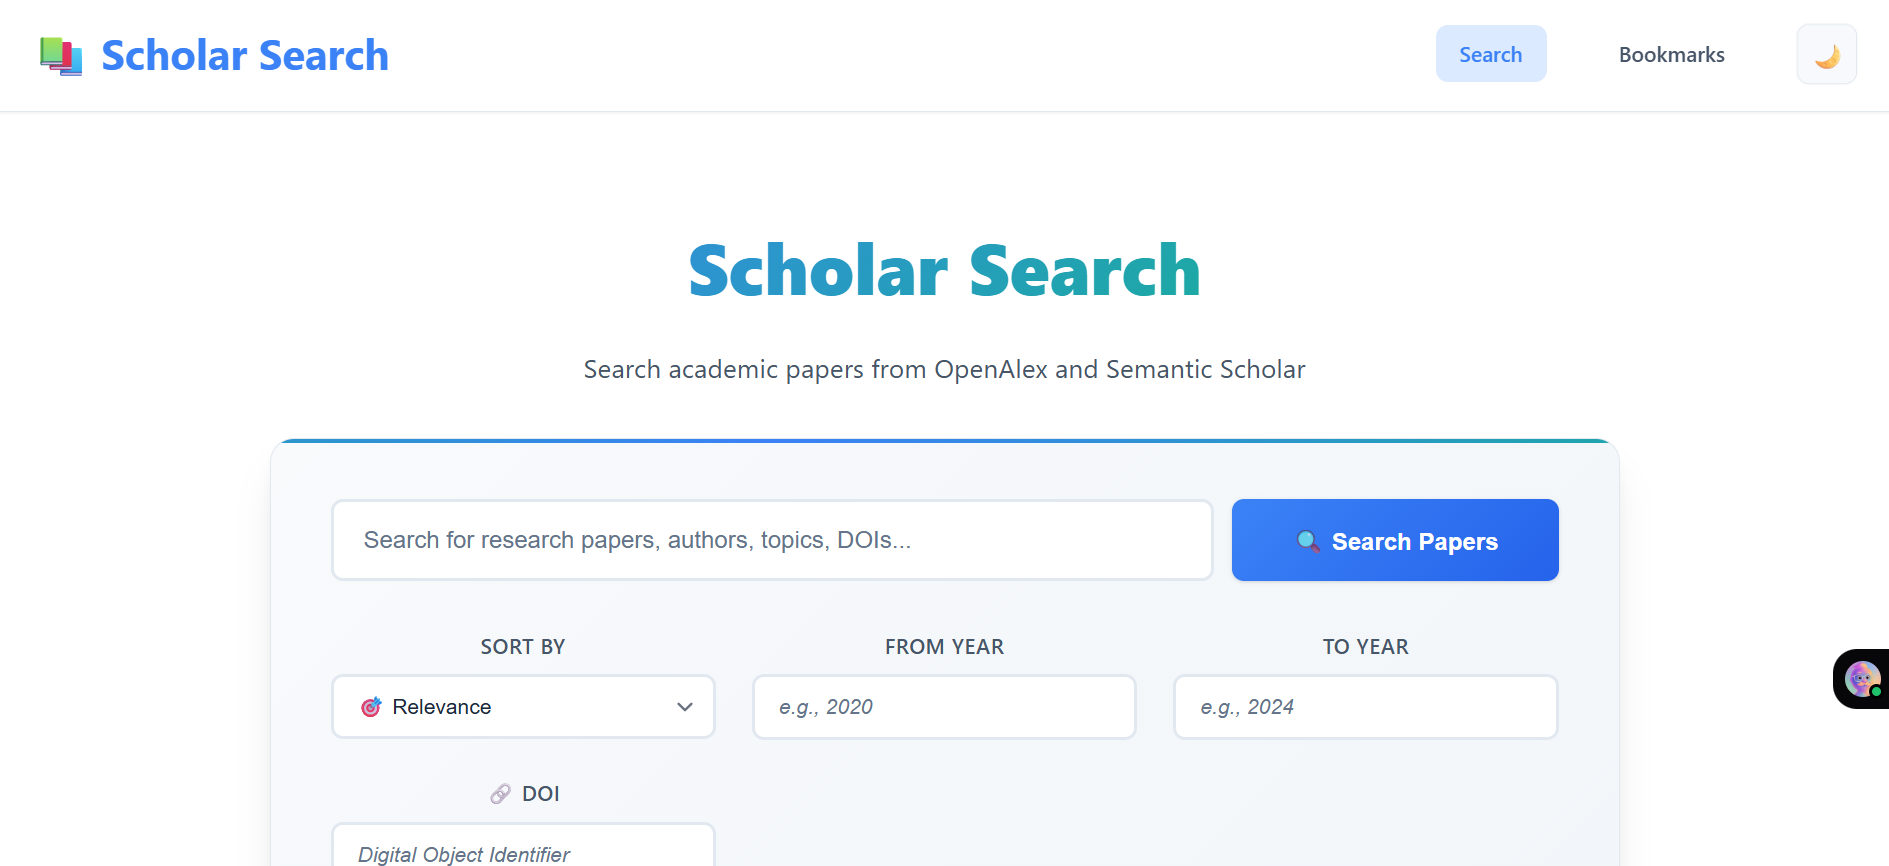 Scholar Search
Search
Bookmarks
Scholar Search
Search academic papers from OpenAlex and Semantic Scholar
Search for research papers, authors, topics, DOIs...
Search Papers
SORT BY
FROM YEAR
TO YEAR
Relevance
e.g., 2020
e.g., 2024
DOI
Digital Object Identifier